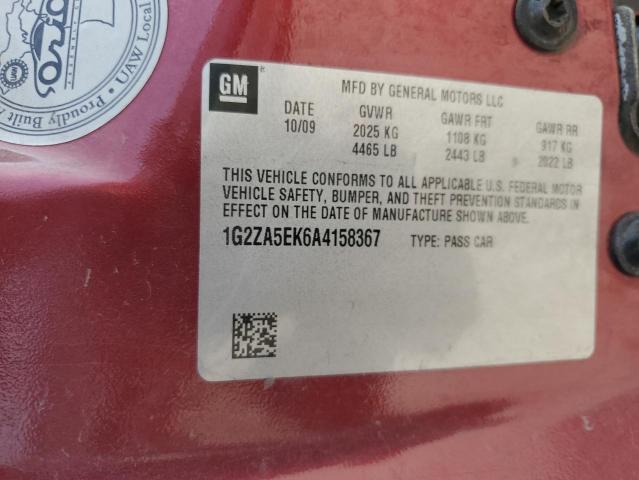 GM
MFD BY GENERAL MOTORS LLC
DATE GVWR GAWR FRT GAWR RR
10/09 2025 KG 1108 KG 917 KG
4465 LB 2443 LB 2022 LB
THIS VEHICLE CONFORMS TO ALL APPLICABLE U.S. FEDERAL MOTOR
VEHICLE SAFETY, BUMPER, AND THEFT PREVENTION STANDARDS IN
EFFECT ON THE DATE OF MANUFACTURE SHOWN ABOVE.
1G2ZA5EK6A4158367 TYPE: PASS CAR
Proudly Built
UAW Local